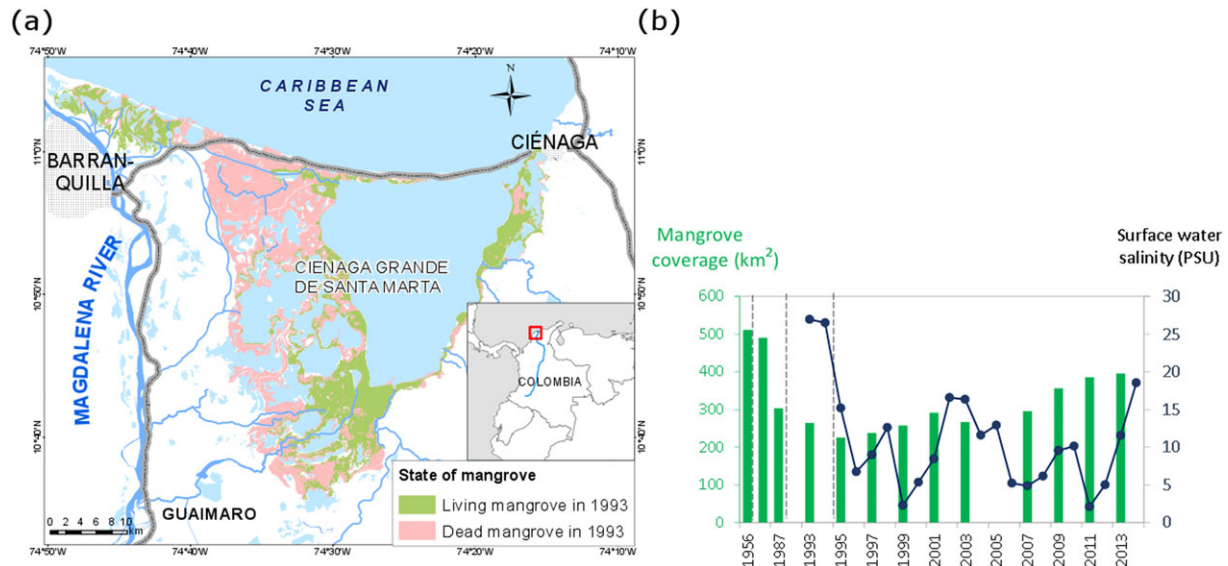 (a)
74°50'
74°40'
74°30'
74°20'
74°10'
CARIBBEAN
SEA
N
CIÉNAGA
11°0'N
11°0'N
BARRAN-
QUILLA
MAGDALENA RIVER
CIENAGA GRANDE
DE SANTA MARTA
10°50'N
10°50'N
COLOMBIA
10°40'N
10°40'N
GUAIMARO
State of mangrove
Living mangrove in 1993
Dead mangrove in 1993
0 2 4 6 8 10
km
74°50'
74°40'
74°30'
74°20'
74°10'
(b)
Mangrove
coverage (km²)
Surface water
salinity (PSU)
600
500
400
300
200
100
0
30
25
20
15
10
5
0
1956
1987
1993
1995
1997
1999
2001
2003
2005
2007
2009
2011
2013